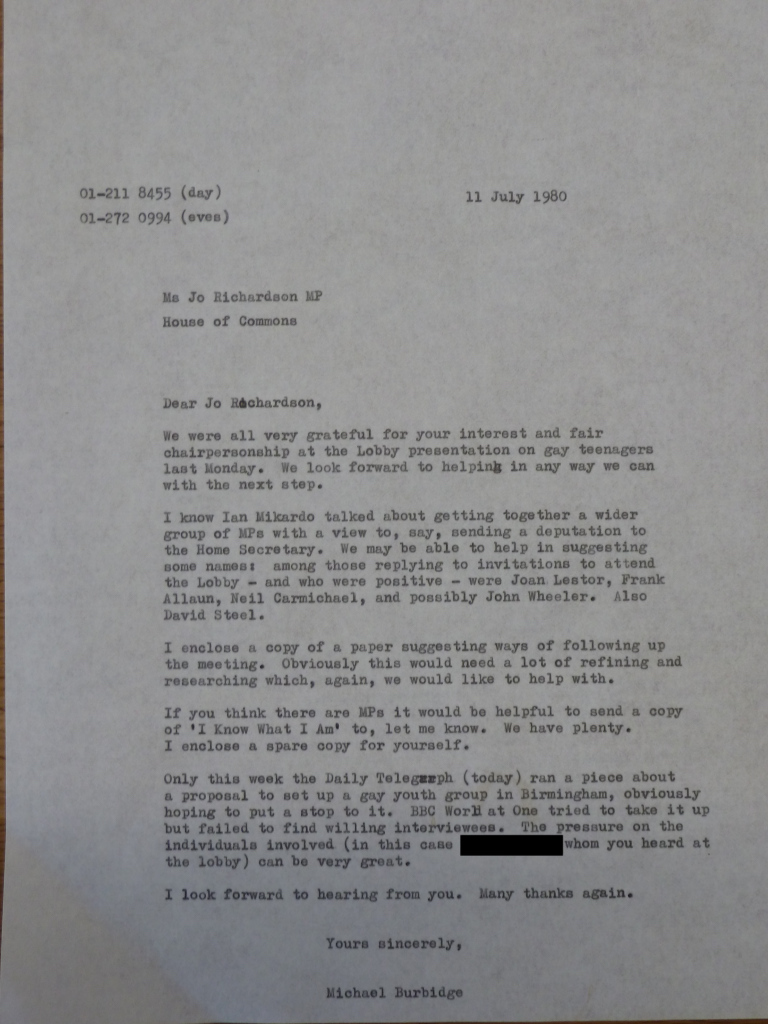 01-211 8455 (day)
11 July 1980
01-272 0994 (eves)
Ms Jo Richardson MP
House of Commons
Dear Jo Richardson,
We were all very grateful for your interest and fair
chairpersonship at the Lobby presentation on gay teenagers
last Monday. We look forward to helping in any way we can
with the next step.
I know Ian Mikardo talked about getting together a wider
group of MPs with a view to, say, sending a deputation to
the Home Secretary. We may be able to help in suggesting
some names: among those replying to invitations to attend
the Lobby - and who were positive - were Joan Lestor, Frank
Allaun, Neil Carmichael, and possibly John Wheeler. Also
David Steel.
I enclose a copy of a paper suggesting ways of following up
the meeting. Obviously this would need a lot of refining and
researching which, again, we would like to help with.
If you think there are MPs it would be helpful to send a copy
of 'I Know What I Am' to, let me know. We have plenty.
I enclose a spare copy for yourself.
Only this week the Daily Telegraph (today) ran a piece about
a proposal to set up a gay youth group in Birmingham, obviously
hoping to put a stop to it. BBC World at One tried to take it up
but failed to find willing interviewees. The pressure on the
individuals involved (in this case whom you heard at
the lobby) can be very great.
I look forward to hearing from you. Many thanks again.
Yours sincerely,
Michael Burbidge